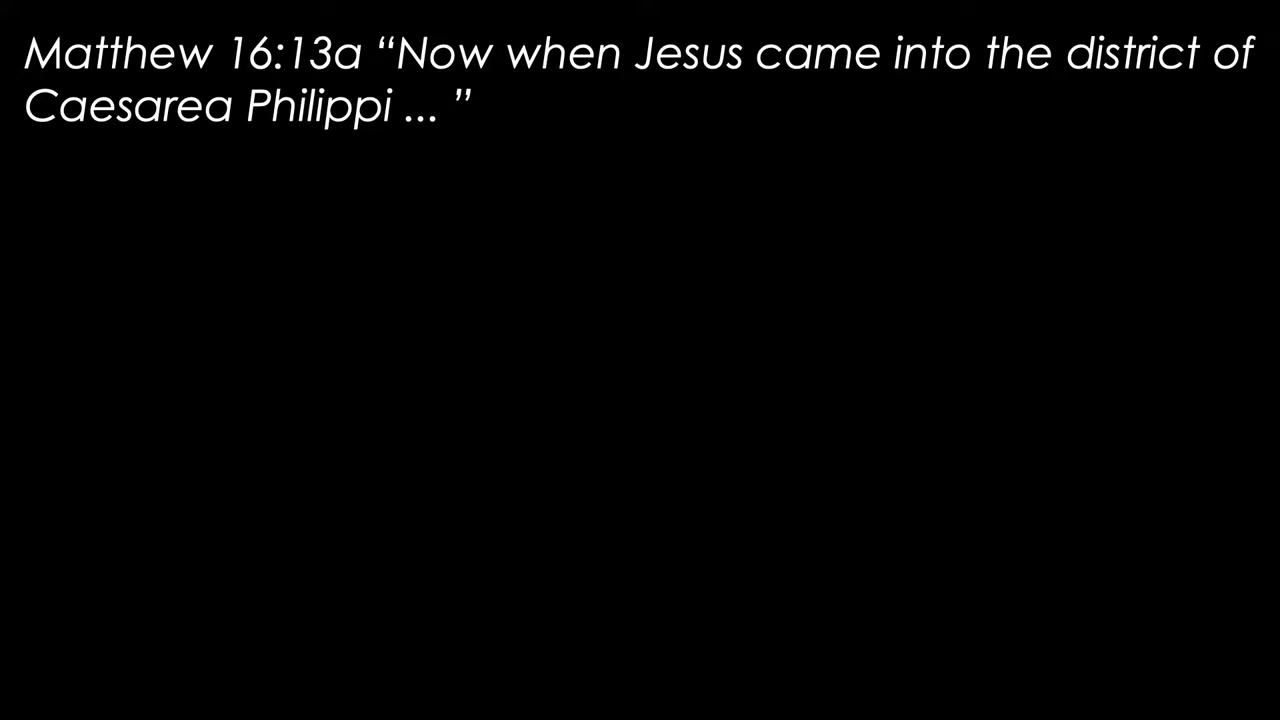 Matthew 16:13a “Now when Jesus came into the district of
Caesarea Philippi ... ”